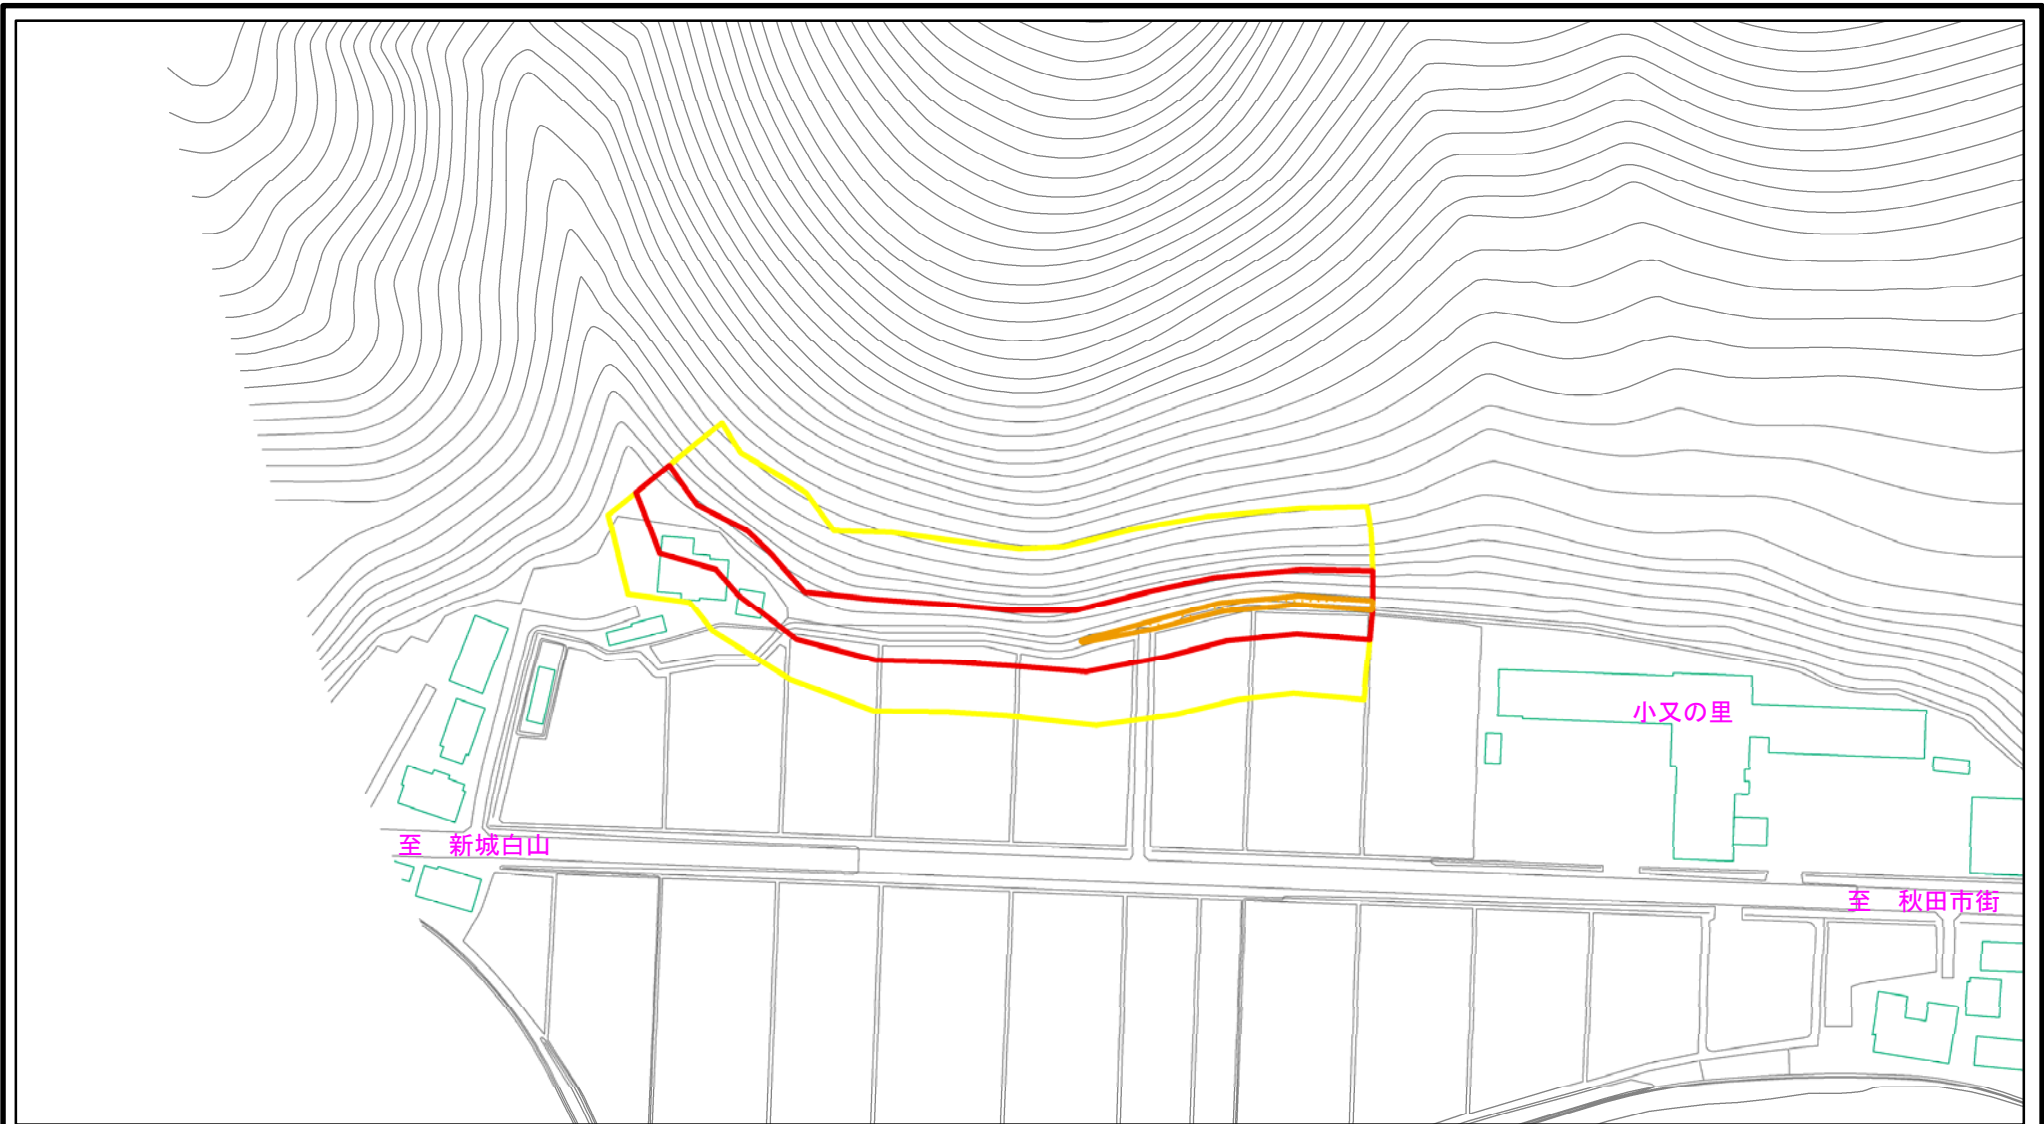 小又の里
至　新城白山
至　秋田市街